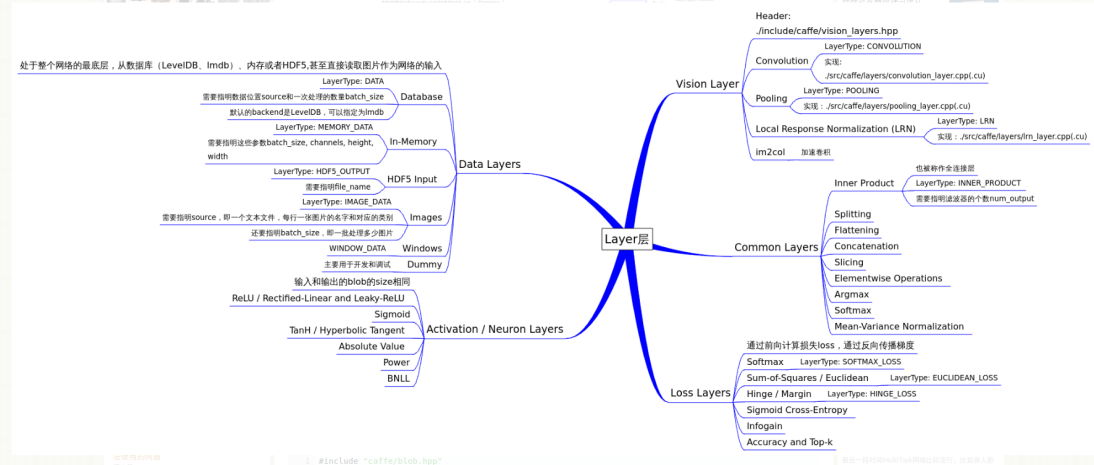 Layer层
Data Layers
处于整个网络的最底层，从数据库（LevelDB、lmdb）、内存或者HDF5,甚至直接读取图片作为网络的输入
Database
LayerType: DATA
需要指明数据位置source和一次处理的数量batch_size
默认的backend是LevelDB，可以指定为lmdb
In-Memory
LayerType: MEMORY_DATA
需要指明这些参数batch_size, channels, height,
width
HDF5 Input
LayerType: HDF5_OUTPUT
需要指明file_name
Images
LayerType: IMAGE_DATA
需要指明source，即一个文本文件，每行一张图片的名字和对应的类别
还要指明batch_size，即一批处理多少图片
Windows
WINDOW_DATA
Dummy
主要用于开发和调试
Activation / Neuron Layers
输入和输出的blob的size相同
ReLU / Rectified-Linear and Leaky-ReLU
Sigmoid
TanH / Hyperbolic Tangent
Absolute Value
Power
BNLL
Vision Layer
Header:
./include/caffe/vision_layers.hpp
Convolution
LayerType: CONVOLUTION
实现:
./src/caffe/layers/convolution_layer.cpp(.cu)
Pooling
LayerType: POOLING
实现：./src/caffe/layers/pooling_layer.cpp(.cu)
Local Response Normalization (LRN)
LayerType: LRN
实现：./src/caffe/layers/lrn_layer.cpp(.cu)
im2col
加速卷积
Common Layers
Inner Product
也被称作全连接层
LayerType: INNER_PRODUCT
需要指明滤波器的个数num_output
Splitting
Flattening
Concatenation
Slicing
Elementwise Operations
Argmax
Softmax
Mean-Variance Normalization
Loss Layers
通过前向计算损失loss，通过反向传播梯度
Softmax LayerType: SOFTMAX_LOSS
Sum-of-Squares / Euclidean LayerType: EUCLIDEAN_LOSS
Hinge / Margin LayerType: HINGE_LOSS
Sigmoid Cross-Entropy
Infogain
Accuracy and Top-k
#include "caffe/blob.hpp"